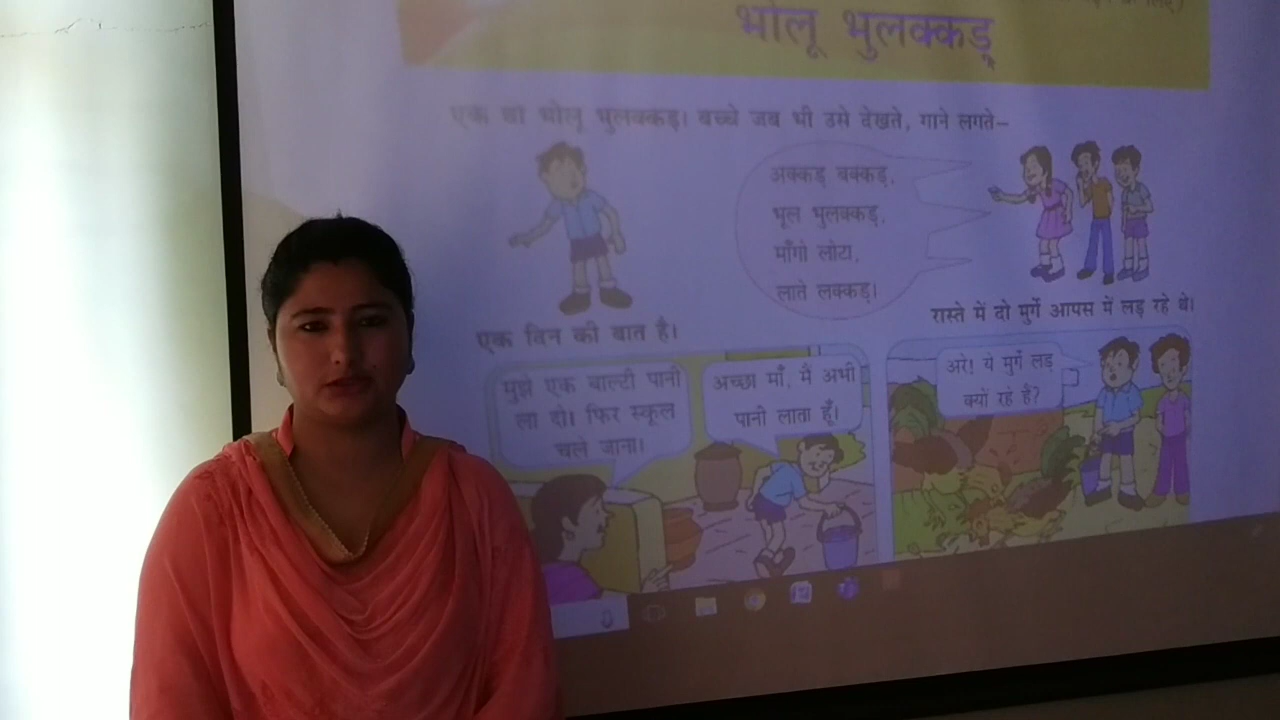 भोलू भुलक्कड़
एक था भोलू भुलक्कड़। बच्चे जब भी उसे देखते, गाने लगते–
अक्कड़ बक्कड़,
भूल भुलक्कड़,
माँगो लोटा,
लाते लक्कड़।
एक दिन की बात है।
रास्ते में दो मुर्गे आपस में लड़ रहे थे।
मुझे एक बाल्टी पानी
ला दो। फिर स्कूल
चले जाना।
अच्छा माँ, मैं अभी
पानी लाता हूँ।
अरे! ये मुर्गे लड़
क्यों रहे हैं?